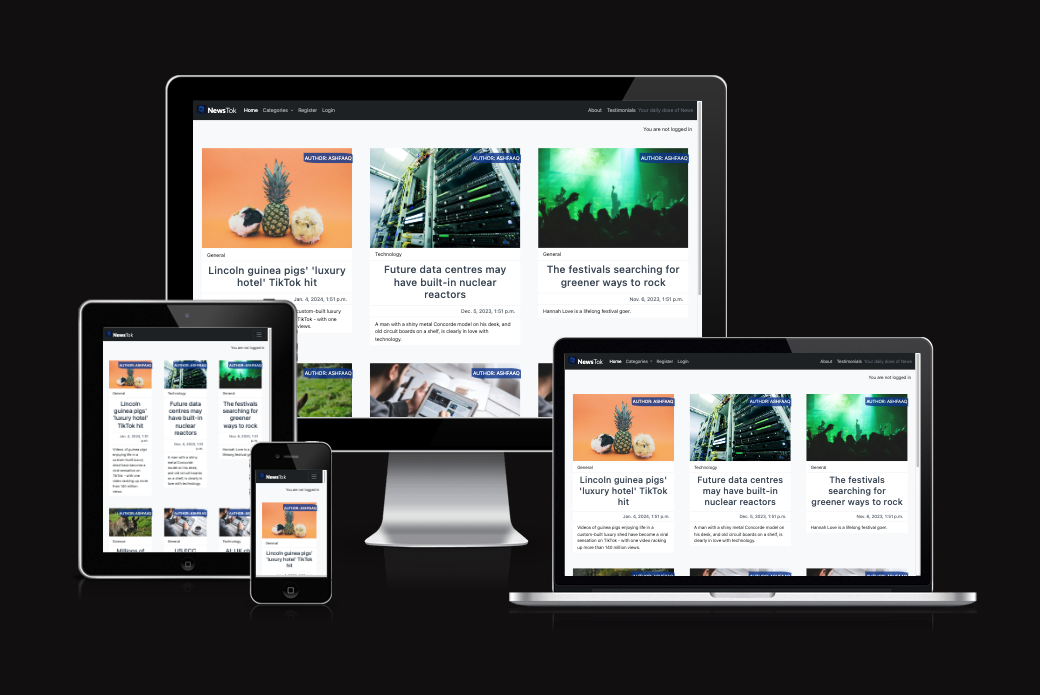 NewsTok Home Categories Register Login About Testimonials Your daily dose of News
You are not logged in
AUTHOR: ASHFAAQ AUTHOR: ASHFAAQ AUTHOR: ASHFAAQ
General
Lincoln guinea pigs' 'luxury
hotel' TikTok hit
Jan. 4, 2024, 1:51 p.m.
custom-built luxury
TikTok - with one
views.
Technology
Future data centres may
have built-in nuclear
reactors
Dec. 5, 2023, 1:51 p.m.
A man with a shiny metal Concorde model on his desk, and
old circuit boards on a shelf, is clearly in love with
technology.
General
The festivals searching for
greener ways to rock
Nov. 6, 2023, 1:51 p.m.
Hannah Love is a lifelong festival goer.
AUTHOR: ASHFAAQ AUTHOR: ASHFAAQ
NewsTok
You are not logged in
AUTHOR: ASHFAAQ AUTHOR: ASHFAAQ AUTHOR: ASHFAAQ
General
Lincoln
guinea pigs'
'luxury hotel'
TikTok hit
Jan. 4, 2024, 1:51
p.m.
Videos of guinea pigs
enjoying life in a
custom-built luxury
shed have become a
viral sensation on
TikTok - with one video
racking up more
than 140 million
views.
Technology
Future data
centres may
have built-in
nuclear
reactors
p.m.
A man with a shiny
metal Concorde model
on his desk, and old
circuit boards on a
shelf, is clearly in love
with technology.
General
The festivals
searching for
greener
ways to rock
p.m.
Hannah Love is a
lifelong festival goer.
AUTHOR: ASHFAAQ AUTHOR: ASHFAAQ AUTHOR: ASHFAAQ
General
Millions of
General
Technology
NewsTok
You are not logged in
AUTHOR: ASHFAAQ
General
Lincoln guinea pigs'
'luxury hotel' TikTok
hit
NewsTok Home Categories Register Login About Testimonials Your daily dose of News
You are not logged in
AUTHOR: ASHFAAQ AUTHOR: ASHFAAQ AUTHOR: ASHFAAQ
General
Lincoln guinea pigs'
'luxury hotel' TikTok
hit
Jan. 4, 2024, 1:51 p.m.
Videos of guinea pigs enjoying life in a
custom-built luxury shed have become a viral
sensation on TikTok - with one video racking
up more than 140 million views.
Technology
Future data centres
may have built-in
nuclear reactors
Dec. 5, 2023, 1:51 p.m.
A man with a shiny metal Concorde model on
his desk, and old circuit boards on a shelf, is
clearly in love with technology.
General
The festivals
searching for
greener ways to rock
Nov. 6, 2023, 1:51 p.m.
Hannah Love is a lifelong festival goer.